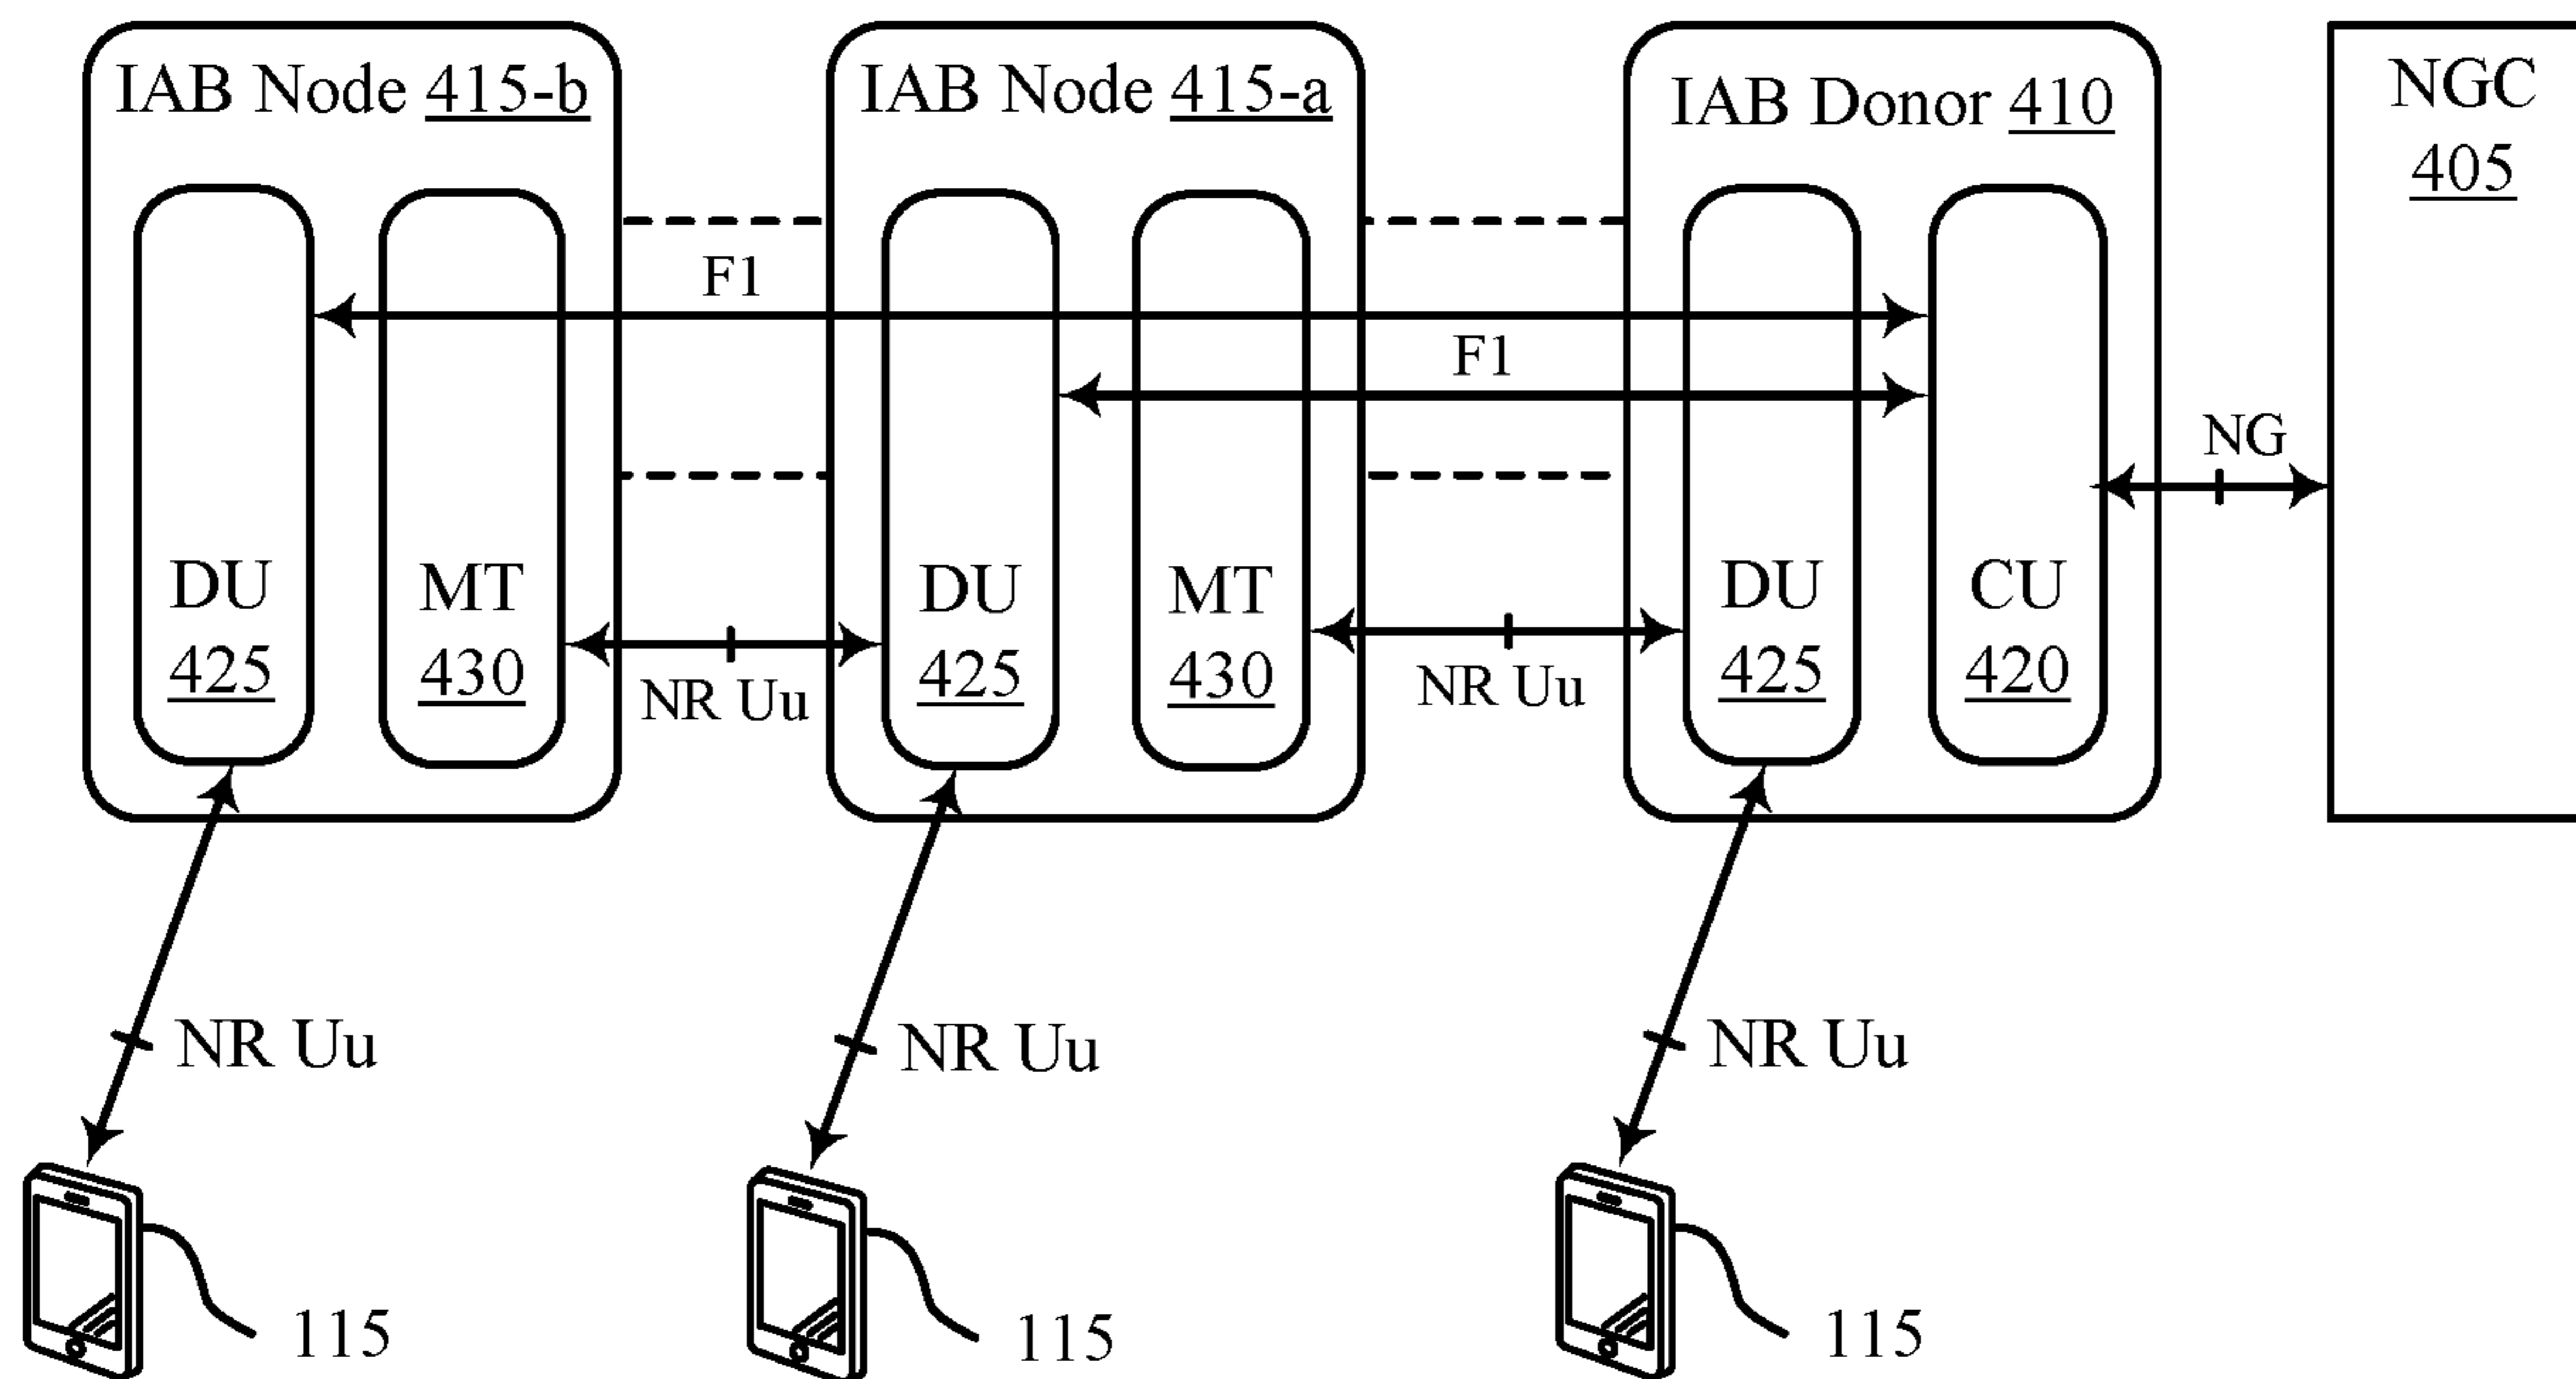 IAB Node 415-b
IAB Node 415-a
IAB Donor 410
NGC
405
F1
F1
NG
DU
425
MT
430
DU
425
MT
430
DU
425
CU
420
NR Uu
NR Uu
NR Uu
NR Uu
NR Uu
115
115
115